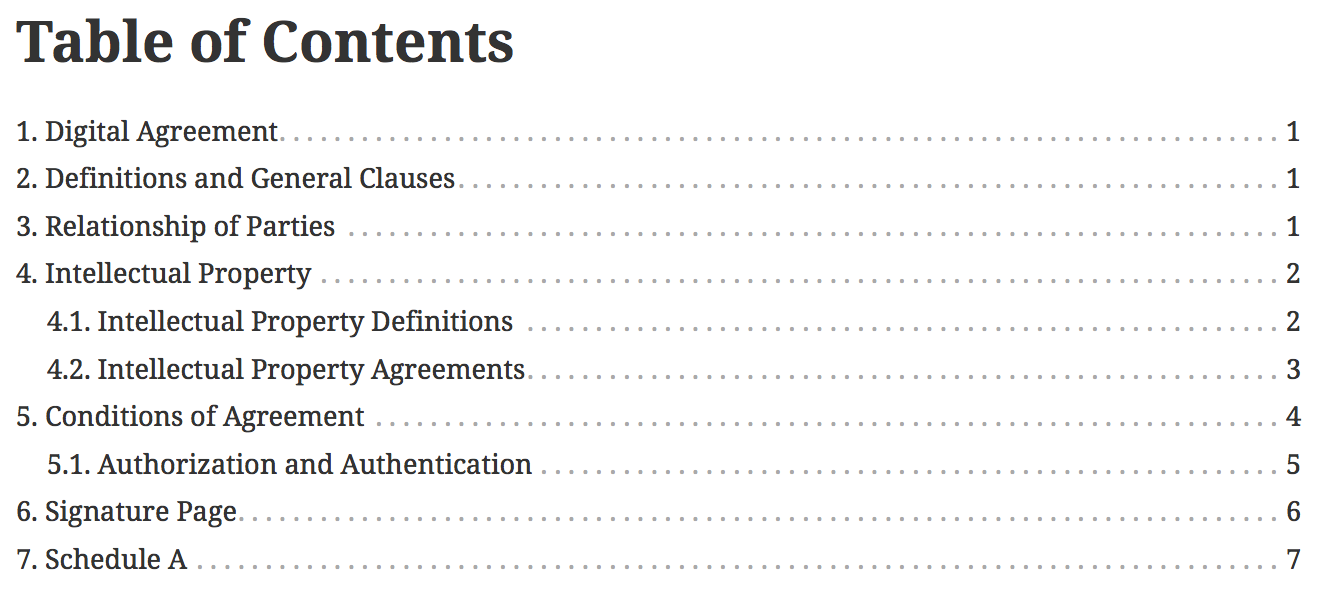 Table of Contents
1. Digital Agreement. . . . . . . . . . . . . . . . . . . . . . . . . . . . . . . . . . . . . . . . . . . . . . . . . . . . . . . . . . . . . . . . . . . . . . . . . 1
2. Definitions and General Clauses. . . . . . . . . . . . . . . . . . . . . . . . . . . . . . . . . . . . . . . . . . . . . . . . . . . . . . . . . . . . 1
3. Relationship of Parties . . . . . . . . . . . . . . . . . . . . . . . . . . . . . . . . . . . . . . . . . . . . . . . . . . . . . . . . . . . . . . . . . . . . 1
4. Intellectual Property . . . . . . . . . . . . . . . . . . . . . . . . . . . . . . . . . . . . . . . . . . . . . . . . . . . . . . . . . . . . . . . . . . . . . . 2
4.1. Intellectual Property Definitions . . . . . . . . . . . . . . . . . . . . . . . . . . . . . . . . . . . . . . . . . . . . . . . . . . . . . . . 2
4.2. Intellectual Property Agreements. . . . . . . . . . . . . . . . . . . . . . . . . . . . . . . . . . . . . . . . . . . . . . . . . . . . . . . 3
5. Conditions of Agreement . . . . . . . . . . . . . . . . . . . . . . . . . . . . . . . . . . . . . . . . . . . . . . . . . . . . . . . . . . . . . . . . . . 4
5.1. Authorization and Authentication . . . . . . . . . . . . . . . . . . . . . . . . . . . . . . . . . . . . . . . . . . . . . . . . . . . . . . 5
6. Signature Page. . . . . . . . . . . . . . . . . . . . . . . . . . . . . . . . . . . . . . . . . . . . . . . . . . . . . . . . . . . . . . . . . . . . . . . . . . . . 6
7. Schedule A . . . . . . . . . . . . . . . . . . . . . . . . . . . . . . . . . . . . . . . . . . . . . . . . . . . . . . . . . . . . . . . . . . . . . . . . . . . . . . . 7